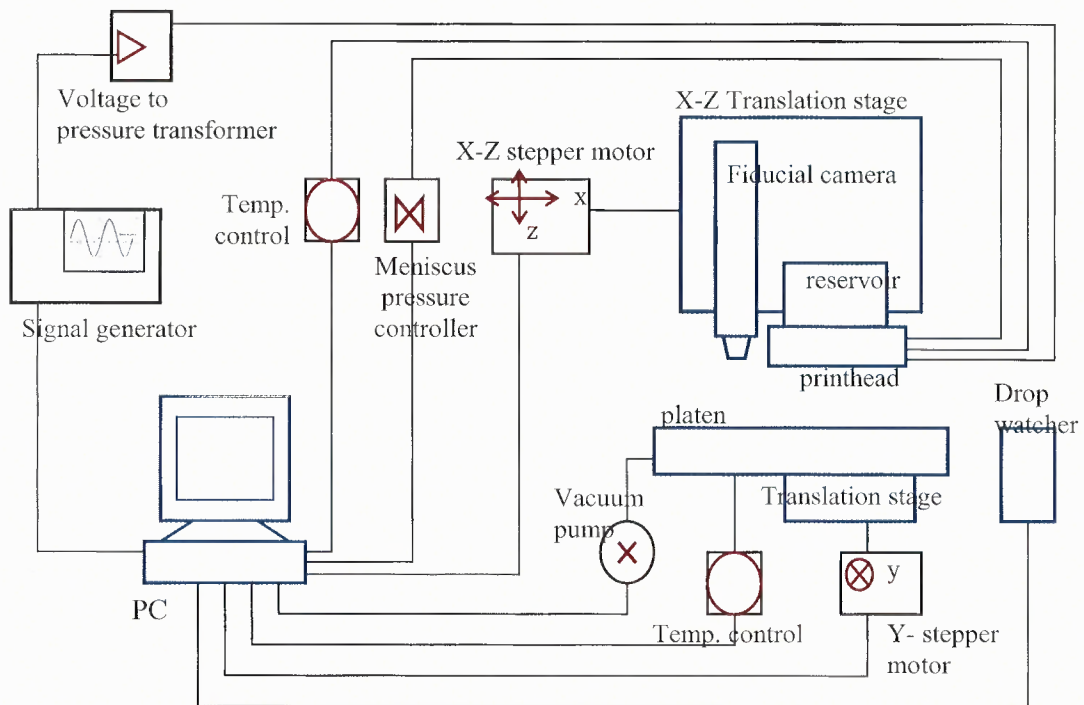 Voltage to
pressure transformer
X-Z Translation stage
X-Z stepper motor
Fiducial camera
Temp.
control
x
z
Meniscus
pressure
controller
reservoir
Signal generator
printhead
Drop
watcher
platen
Vacuum
pump
Translation stage
y
PC
Temp. control
Y- stepper
motor